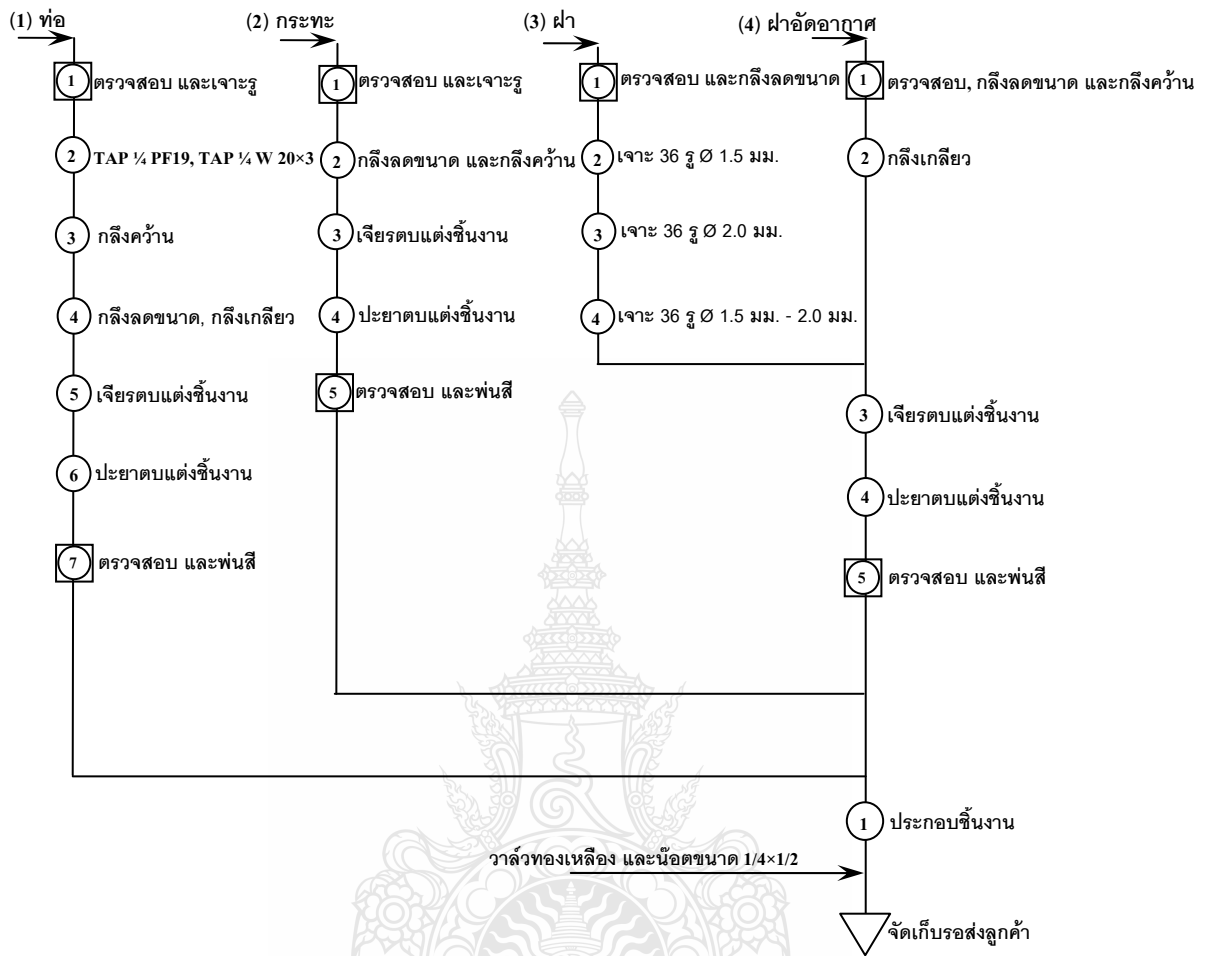 (1) ท่อ
1 ตรวจสอบ และเจาะรู
2 TAP ¼ PF19, TAP ¼ W 20×3
3 กลึงคว้าน
4 กลึงลดขนาด, กลึงเกลียว
5 เจียรตบแต่งชิ้นงาน
6 ปะยาตบแต่งชิ้นงาน
7 ตรวจสอบ และพ่นสี
(2) กระทะ
1 ตรวจสอบ และเจาะรู
2 กลึงลดขนาด และกลึงคว้าน
3 เจียรตบแต่งชิ้นงาน
4 ปะยาตบแต่งชิ้นงาน
5 ตรวจสอบ และพ่นสี
(3) ฝา
1 ตรวจสอบ และกลึงลดขนาด
2 เจาะ 36 รู Ø 1.5 มม.
3 เจาะ 36 รู Ø 2.0 มม.
4 เจาะ 36 รู Ø 1.5 มม. - 2.0 มม.
(4) ฝาอัดอากาศ
1 ตรวจสอบ, กลึงลดขนาด และกลึงคว้าน
2 กลึงเกลียว
3 เจียรตบแต่งชิ้นงาน
4 ปะยาตบแต่งชิ้นงาน
5 ตรวจสอบ และพ่นสี
1 ประกอบชิ้นงาน
วาล์วทองเหลือง และน๊อตขนาด 1/4×1/2
จัดเก็บรอส่งลูกค้า